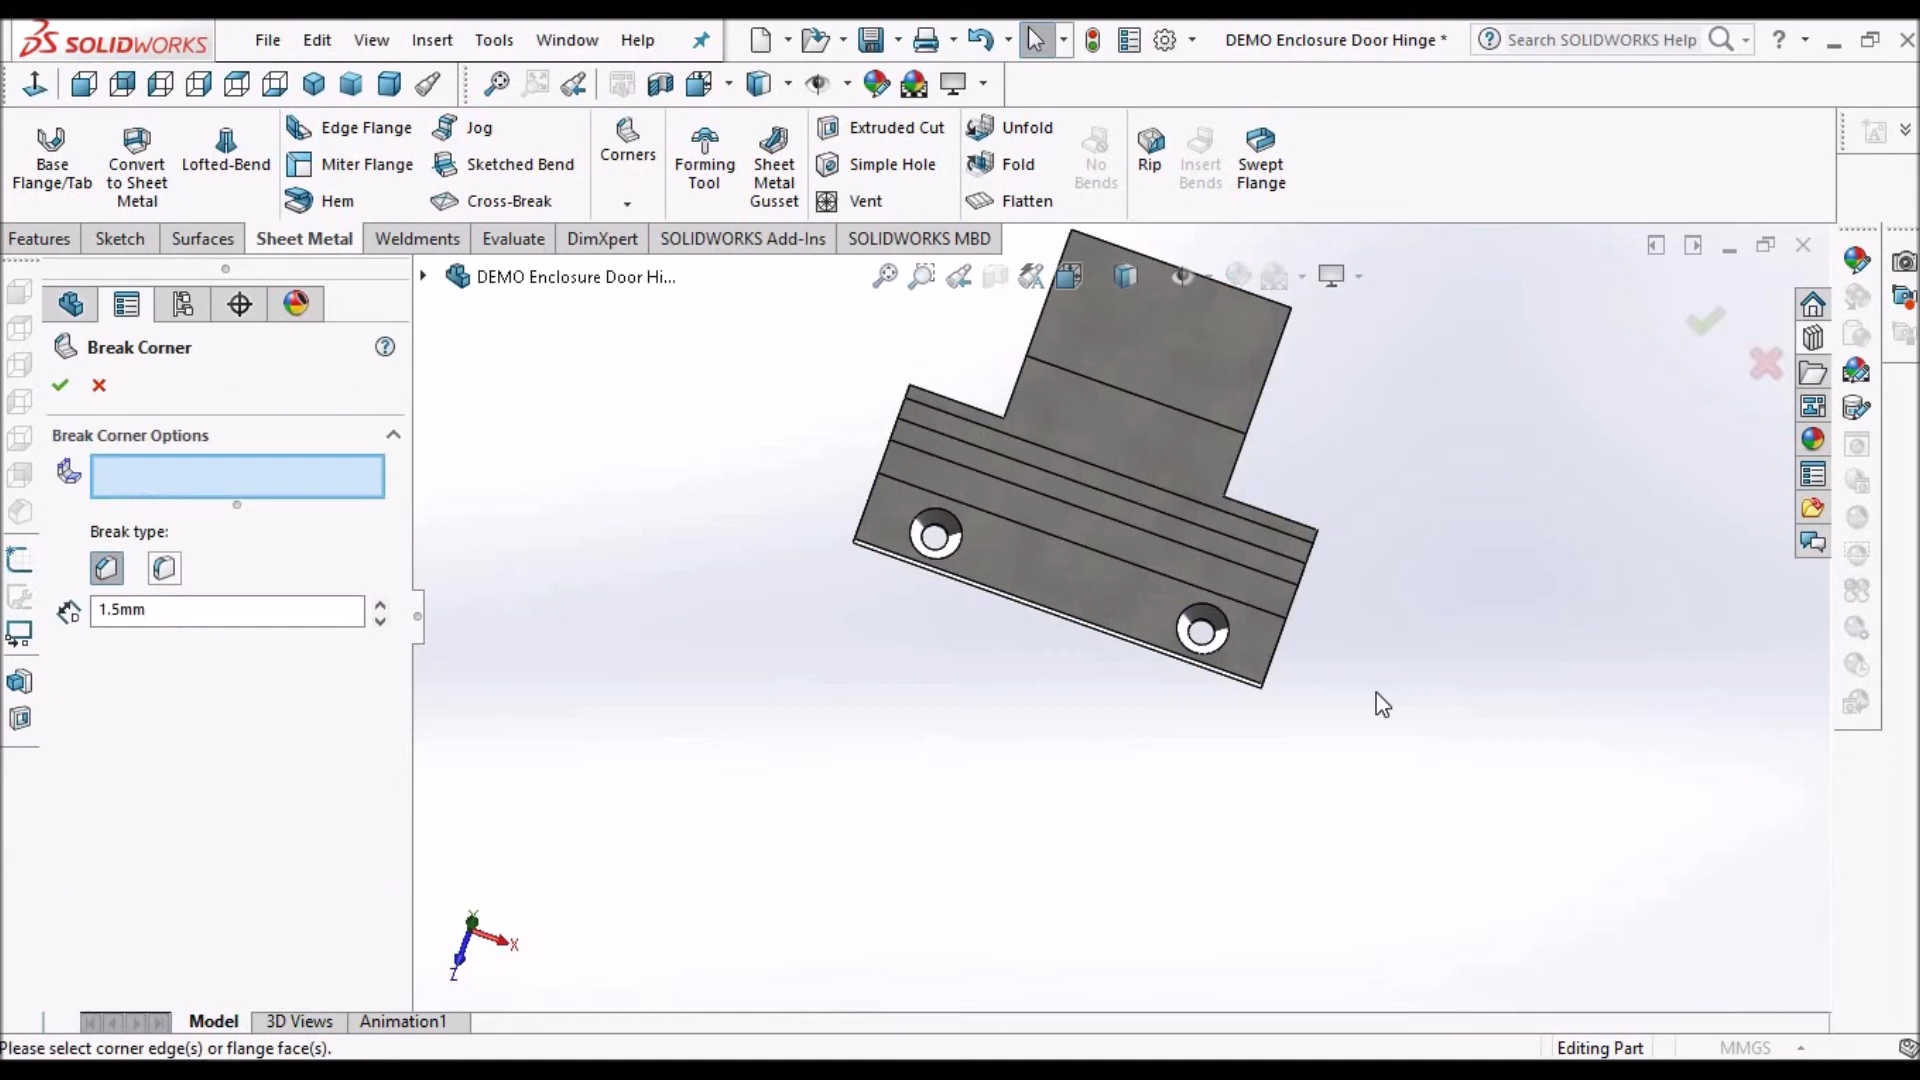 SOLIDWORKS
File Edit View Insert Tools Window Help
DEMO Enclosure Door Hinge *
Search SOLIDWORKS Help
?
Base Flange/Tab
Convert to Sheet Metal
Lofted-Bend
Edge Flange
Miter Flange
Hem
Jog
Sketched Bend
Cross-Break
Corners
Forming Tool
Sheet Metal Gusset
Extruded Cut
Simple Hole
Vent
Unfold
Fold
Flatten
No Bends
Rip
Insert Bends
Swept Flange
Features Sketch Surfaces Sheet Metal Weldments Evaluate DimXpert SOLIDWORKS Add-Ins SOLIDWORKS MBD
DEMO Enclosure Door Hi...
Break Corner
?
Break Corner Options
Break type:
D
1.5mm
Y
X
Z
Model 3D Views Animation1
Please select corner edge(s) or flange face(s).
Editing Part
MMGS